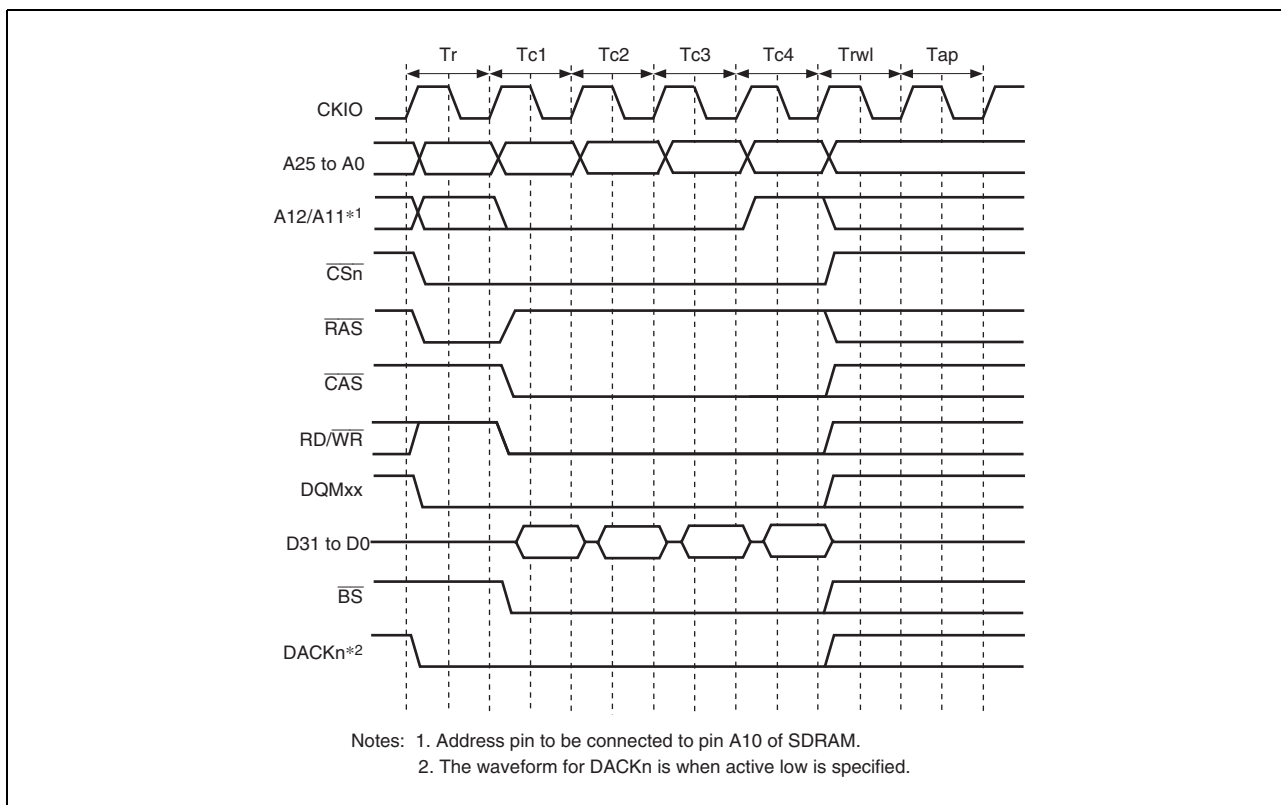 Tr Tc1 Tc2 Tc3 Tc4 Trwl Tap
CKIO
A25 to A0
A12/A11*1
CSn
RAS
CAS
RD/WR
DQMxx
D31 to D0
BS
DACKn*2
Notes: 1. Address pin to be connected to pin A10 of SDRAM.
2. The waveform for DACKn is when active low is specified.